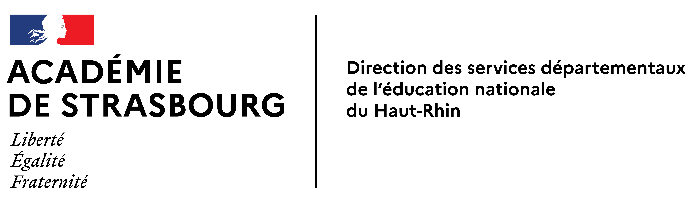 ACADÉMIE
DE STRASBOURG
Liberté
Égalité
Fraternité
Direction des services départementaux
de l'éducation nationale
du Haut-Rhin